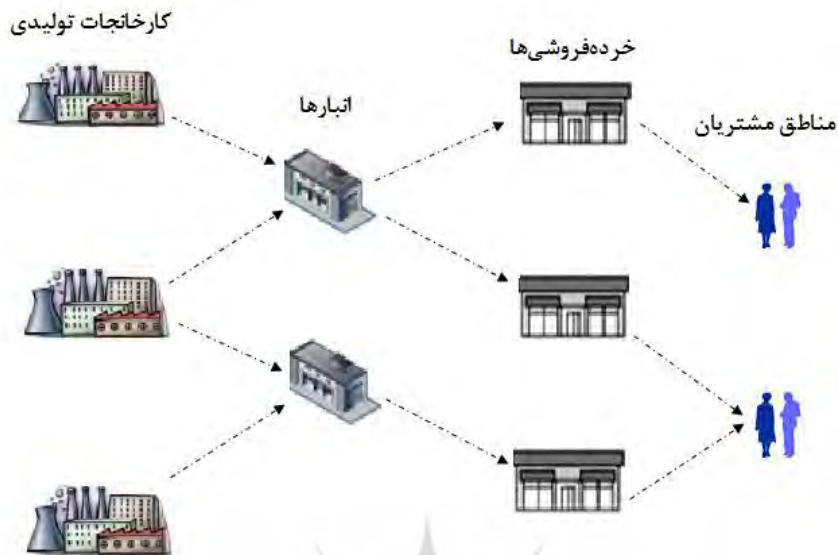 کارخانجات تولیدی
خرده‌فروشی‌ها
انبارها
مناطق مشتریان